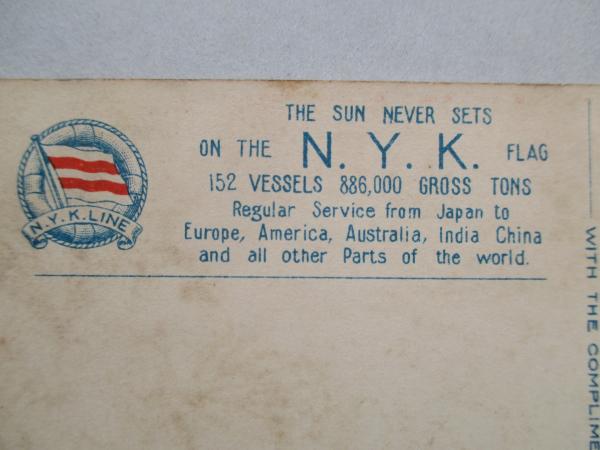 THE SUN NEVER SETS
ON THE N. Y. K. FLAG
152 VESSELS 886,000 GROSS TONS
Regular Service from Japan to
Europe, America, Australia, India China
and all other Parts of the world.
N.Y.K.LINE
WITH THE COMPLIME